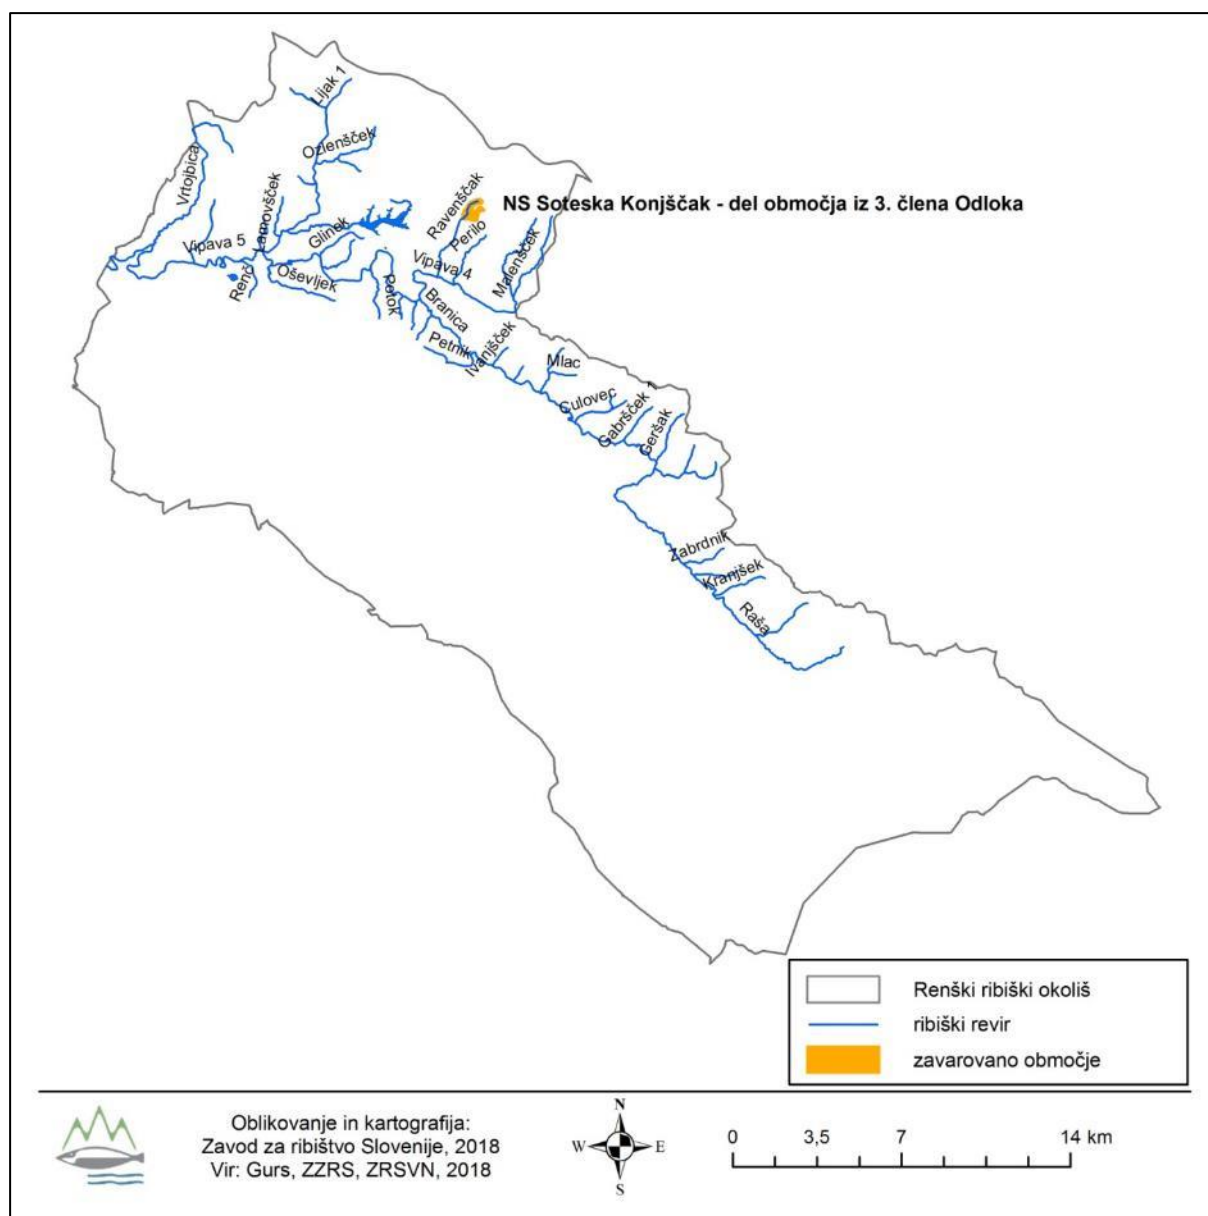 Lijak 1
Ozlenšček
Vrtojbica
Lamovšček
Ravenščak
NS Soteska Konjščak - del območja iz 3. člena Odloka
Perilo
Glinek
Vipava 5
Malenšček
Vipava 4
Renč
Oševljek
Potok
Branica
Petnik
Ivanjšček
Mlac
Čulovec
Gabršček 1
Geršak
Zabrdnik
Kranjšek
Raša
Renški ribiški okoliš
ribiški revir
zavarovano območje
Oblikovanje in kartografija:
Zavod za ribištvo Slovenije, 2018
Vir: Gurs, ZZRS, ZRSVN, 2018
N
W E
S
0 3,5 7 14 km